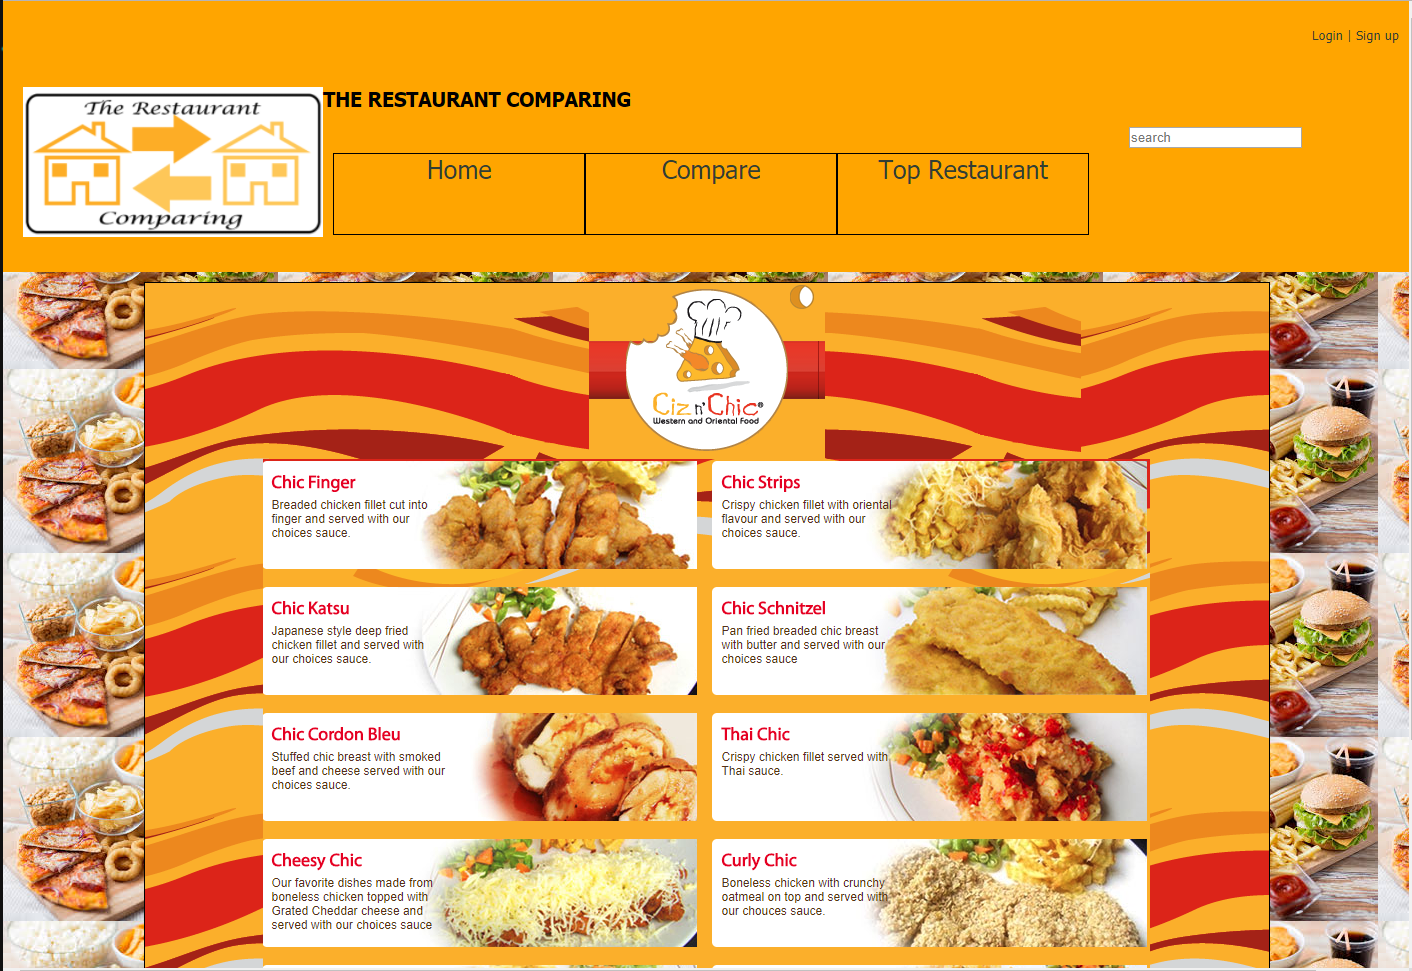 Login | Sign up
The Restaurant
Comparing
THE RESTAURANT COMPARING
search
Home
Compare
Top Restaurant
Ciz n' Chic®
Western and Oriental Food
Chic Finger
Breaded chicken fillet cut into
finger and served with our
choices sauce.
Chic Strips
Crispy chicken fillet with oriental
flavour and served with our
choices sauce.
Chic Katsu
Japanese style deep fried
chicken fillet and served with
our choices sauce.
Chic Schnitzel
Pan fried breaded chic breast
with butter and served with our
choices sauce
Chic Cordon Bleu
Stuffed chic breast with smoked
beef and cheese served with our
choices sauce.
Thai Chic
Crispy chicken fillet served with
Thai sauce.
Cheesy Chic
Our favorite dishes made from
boneless chicken topped with
Grated Cheddar cheese and
served with our choices sauce
Curly Chic
Boneless chicken with crunchy
oatmeal on top and served with
our chouces sauce.